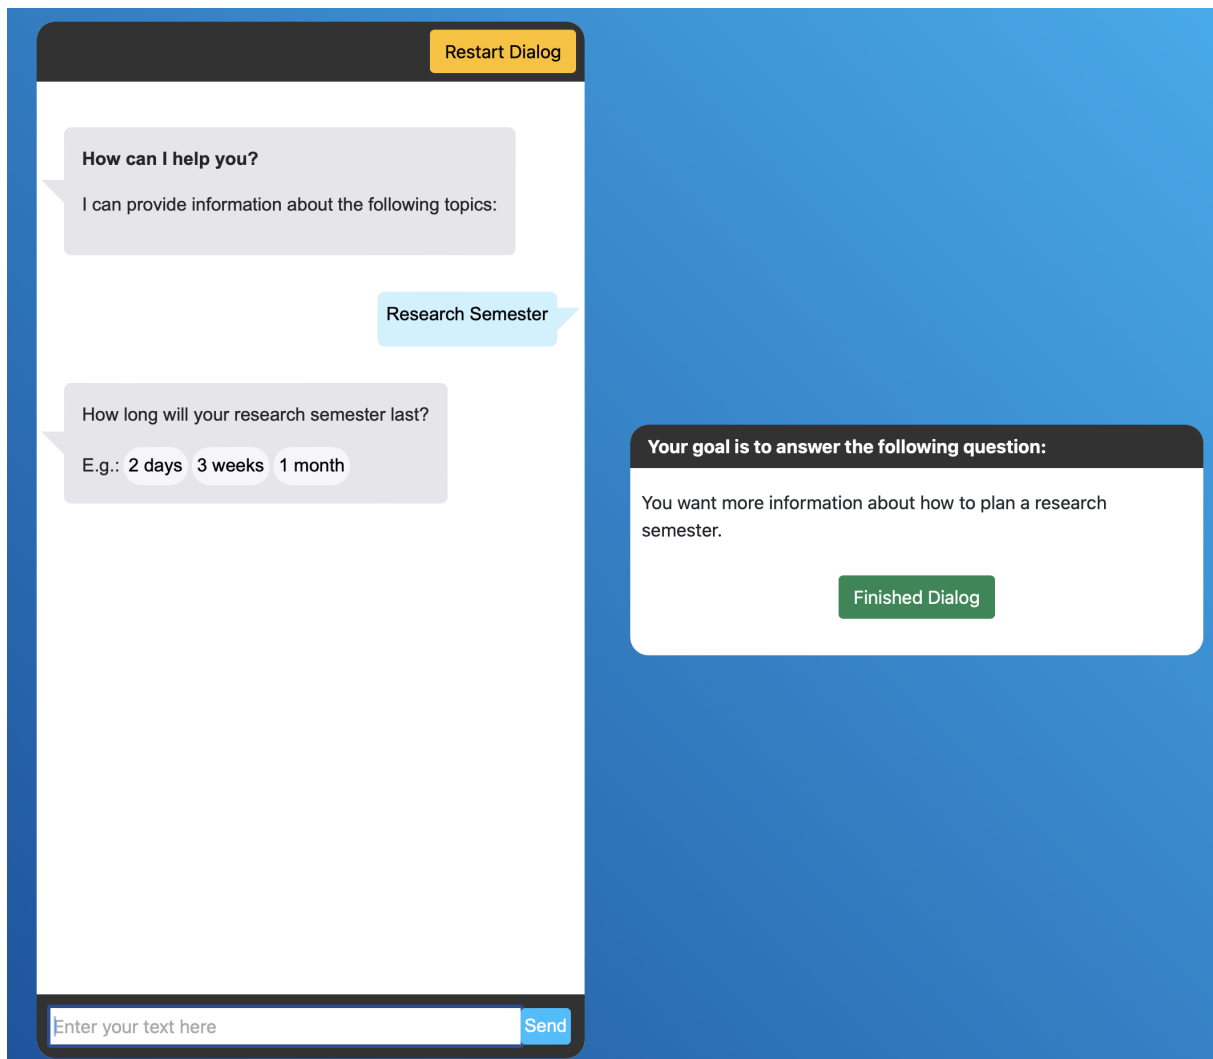 Restart Dialog
How can I help you?
I can provide information about the following topics:
Research Semester
How long will your research semester last?
E.g.: 2 days 3 weeks 1 month
Enter your text here
Send
Your goal is to answer the following question:
You want more information about how to plan a research
semester.
Finished Dialog